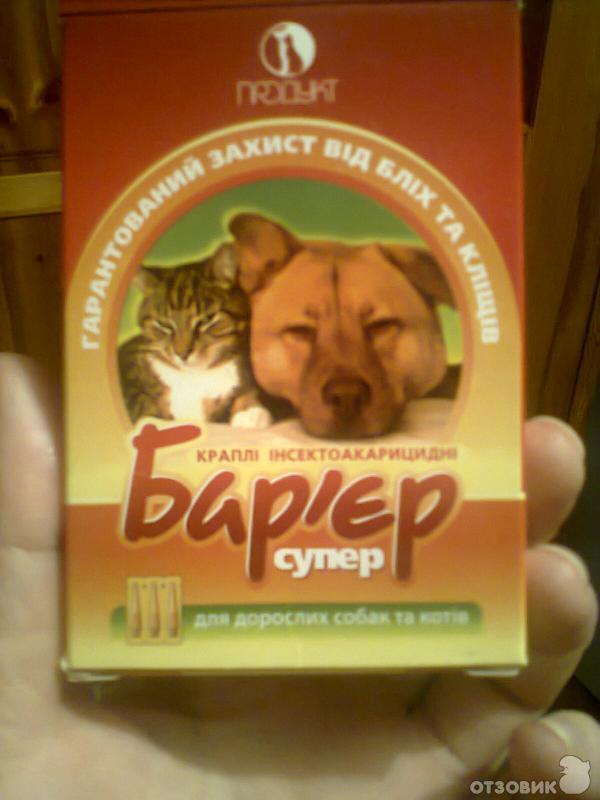 ПРОДУКТ
ГАРАНТОВАНИЙ ЗАХИСТ ВІД БЛІХ ТА КЛІЩІВ
КРАПЛІ ІНСЕКТОАКАРИЦИДНІ
Бар'єр
супер
для дорослих собак та котів
ОТЗОВИК